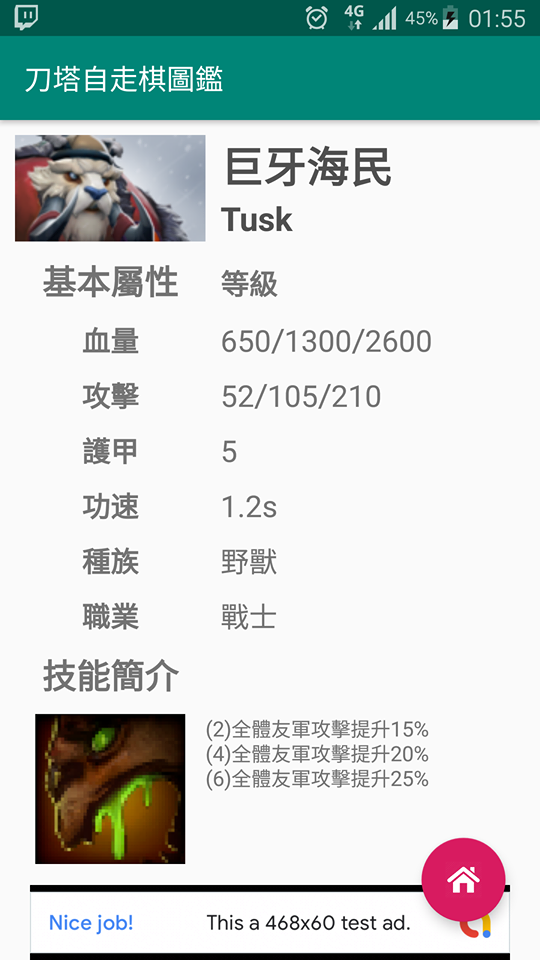 4G 45% 01:55
刀塔自走棋圖鑑
巨牙海民
Tusk
基本屬性 等級
血量 650/1300/2600
攻擊 52/105/210
護甲 5
功速 1.2s
種族 野獸
職業 戰士
技能簡介
(2)全體友軍攻擊提升15%
(4)全體友軍攻擊提升20%
(6)全體友軍攻擊提升25%
Nice job! This a 468x60 test ad.